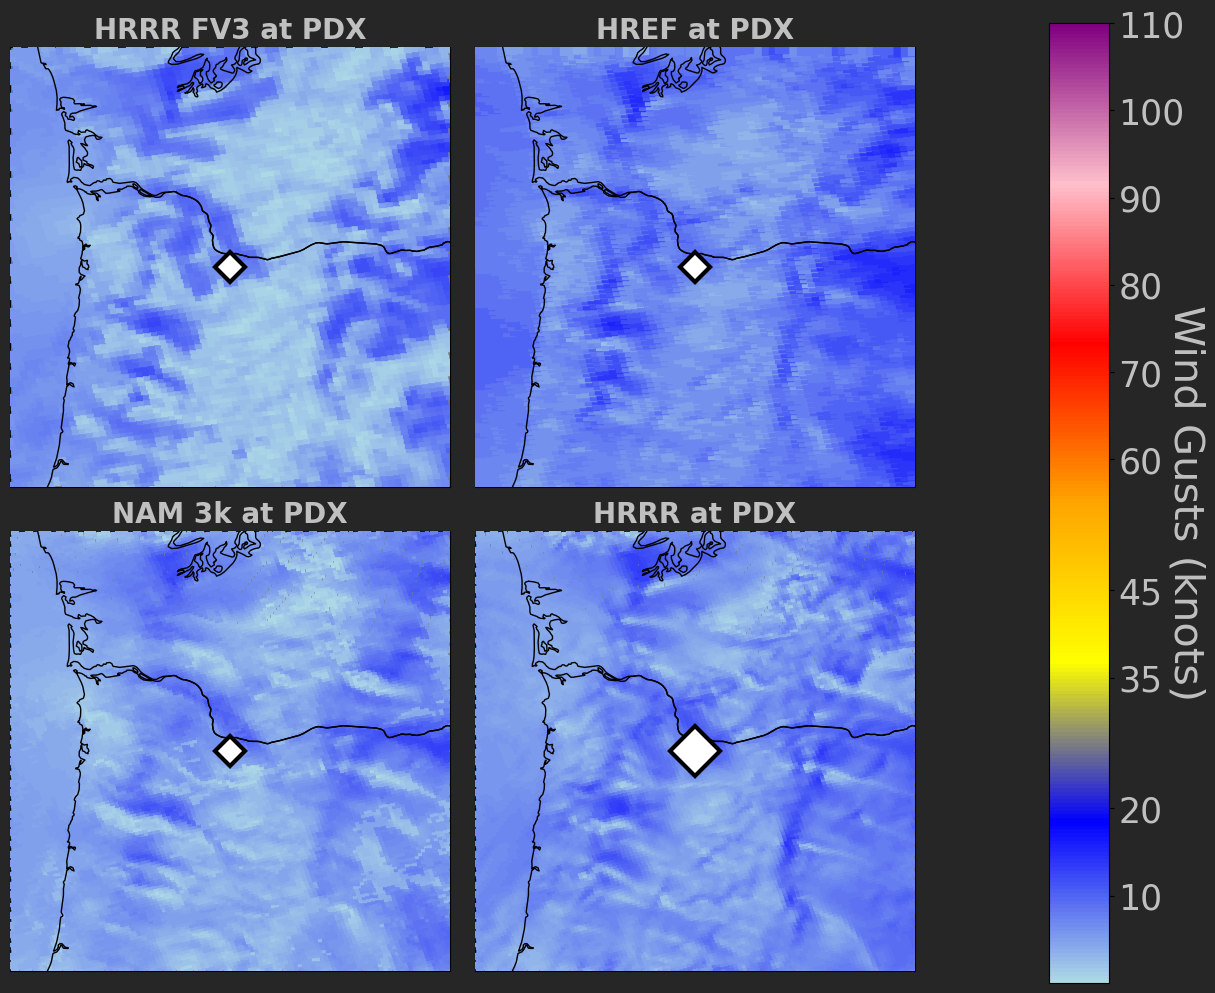 HRRR FV3 at PDX
HREF at PDX
NAM 3k at PDX
HRRR at PDX
110
100
90
80
70
60
45
35
20
10
Wind Gusts (knots)